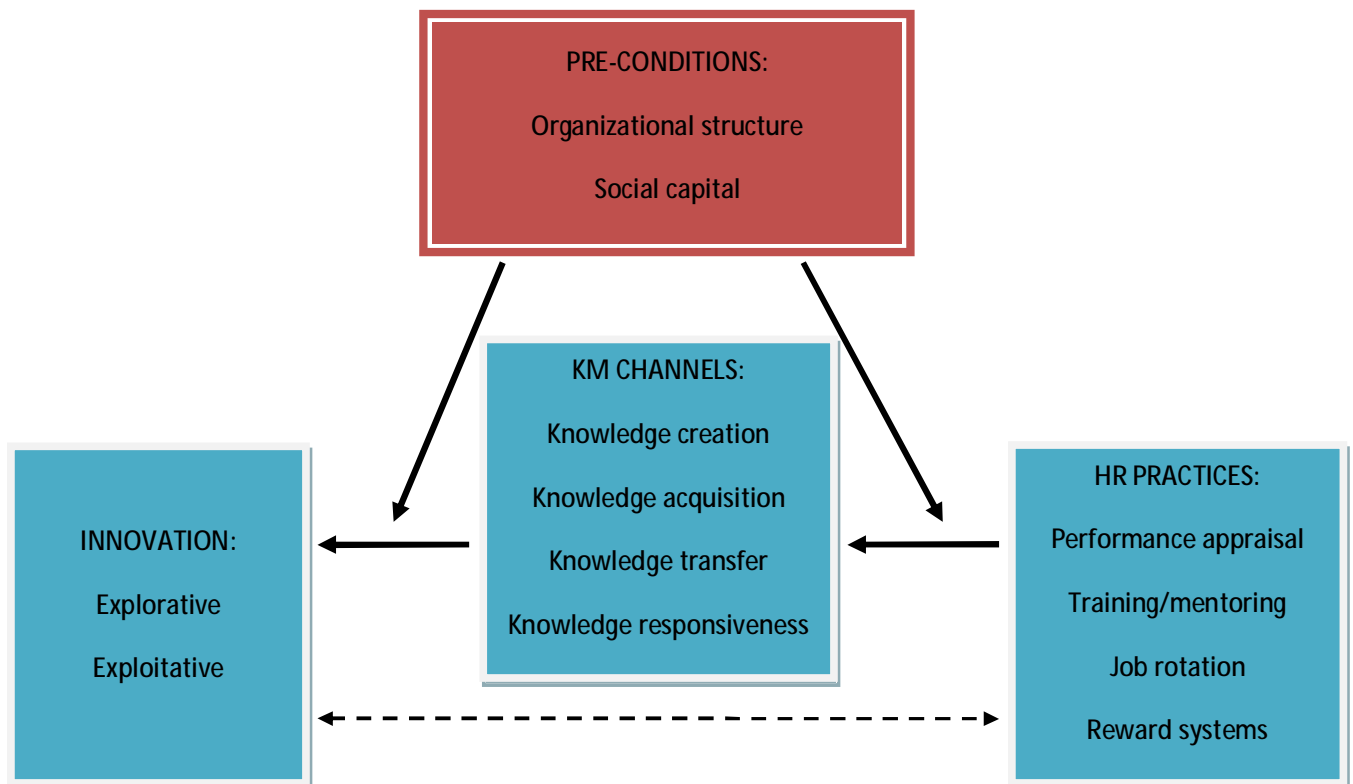 PRE-CONDITIONS:
Organizational structure
Social capital
KM CHANNELS:
Knowledge creation
Knowledge acquisition
Knowledge transfer
Knowledge responsiveness
INNOVATION:
Explorative
Exploitative
HR PRACTICES:
Performance appraisal
Training/mentoring
Job rotation
Reward systems